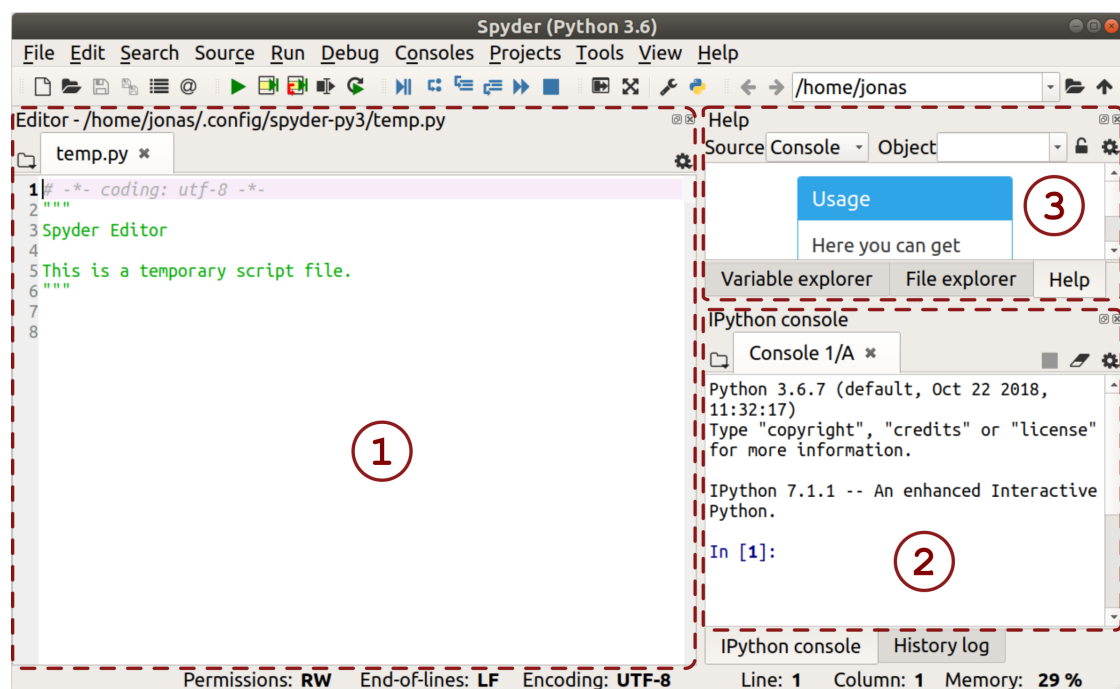 Spyder (Python 3.6)
File Edit Search Source Run Debug Consoles Projects Tools View Help
@ /home/jonas
Editor - /home/jonas/.config/spyder-py3/temp.py
temp.py
1 # -*- coding: utf-8 -*-
2 """
3 Spyder Editor
4
5 This is a temporary script file.
6 """
7
8
1
Help
Source Console Object
Usage
Here you can get
3
Variable explorer File explorer Help
IPython console
Console 1/A
Python 3.6.7 (default, Oct 22 2018,
11:32:17)
Type "copyright", "credits" or "license"
for more information.
IPython 7.1.1 -- An enhanced Interactive
Python.
In [1]:
2
IPython console History log
Permissions: RW End-of-lines: LF Encoding: UTF-8 Line: 1 Column: 1 Memory: 29 %